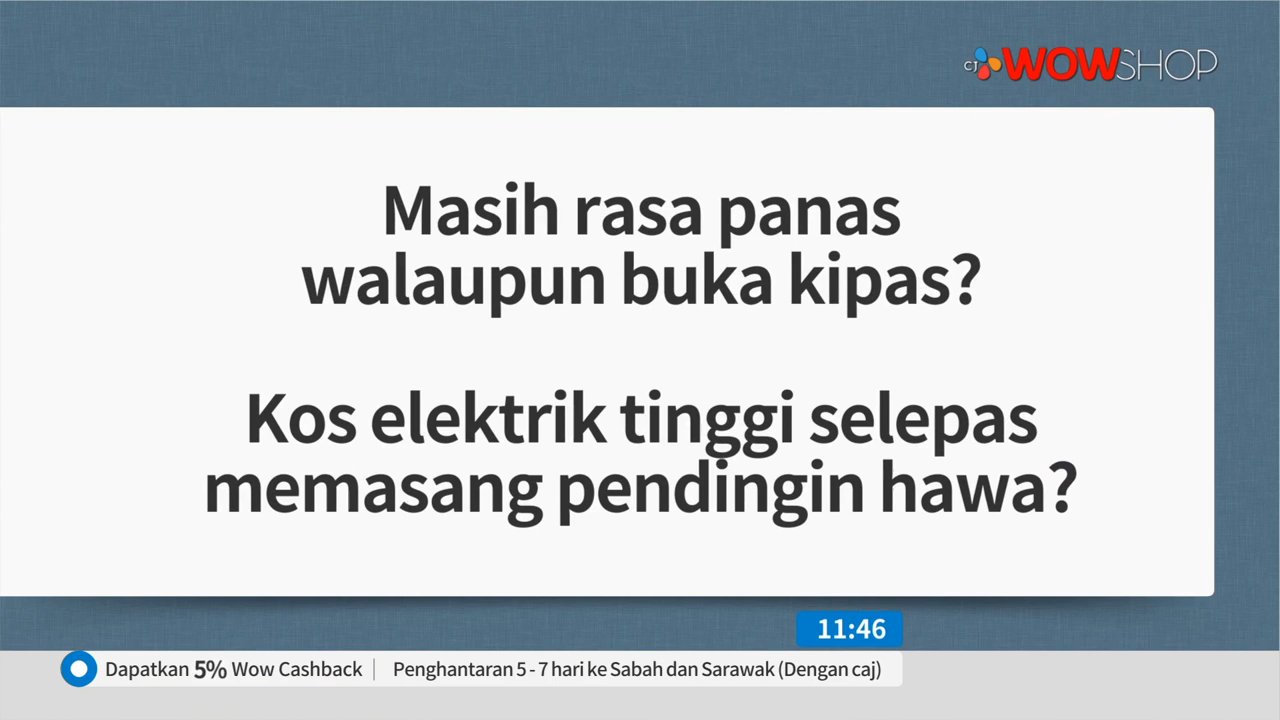 CJ WOWSHOP
Masih rasa panas
walaupun buka kipas?
Kos elektrik tinggi selepas
memasang pendingin hawa?
11:46
Dapatkan 5% Wow Cashback | Penghantaran 5 - 7 hari ke Sabah dan Sarawak (Dengan caj)